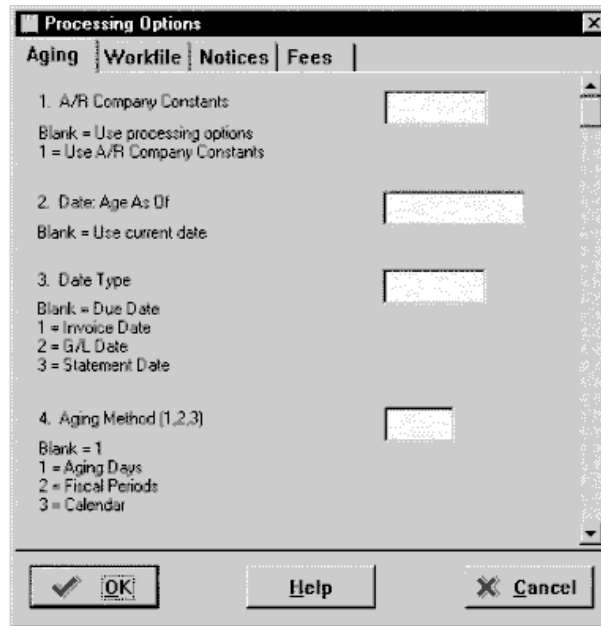 Processing Options
Aging Workfile Notices Fees
1. A/R Company Constants
Blank = Use processing options
1 = Use A/R Company Constants
2. Date: Age As Of
Blank = Use current date
3. Date Type
Blank = Due Date
1 = Invoice Date
2 = G/L Date
3 = Statement Date
4. Aging Method (1,2,3)
Blank = 1
1 = Aging Days
2 = Fiscal Periods
3 = Calendar
OK Help Cancel